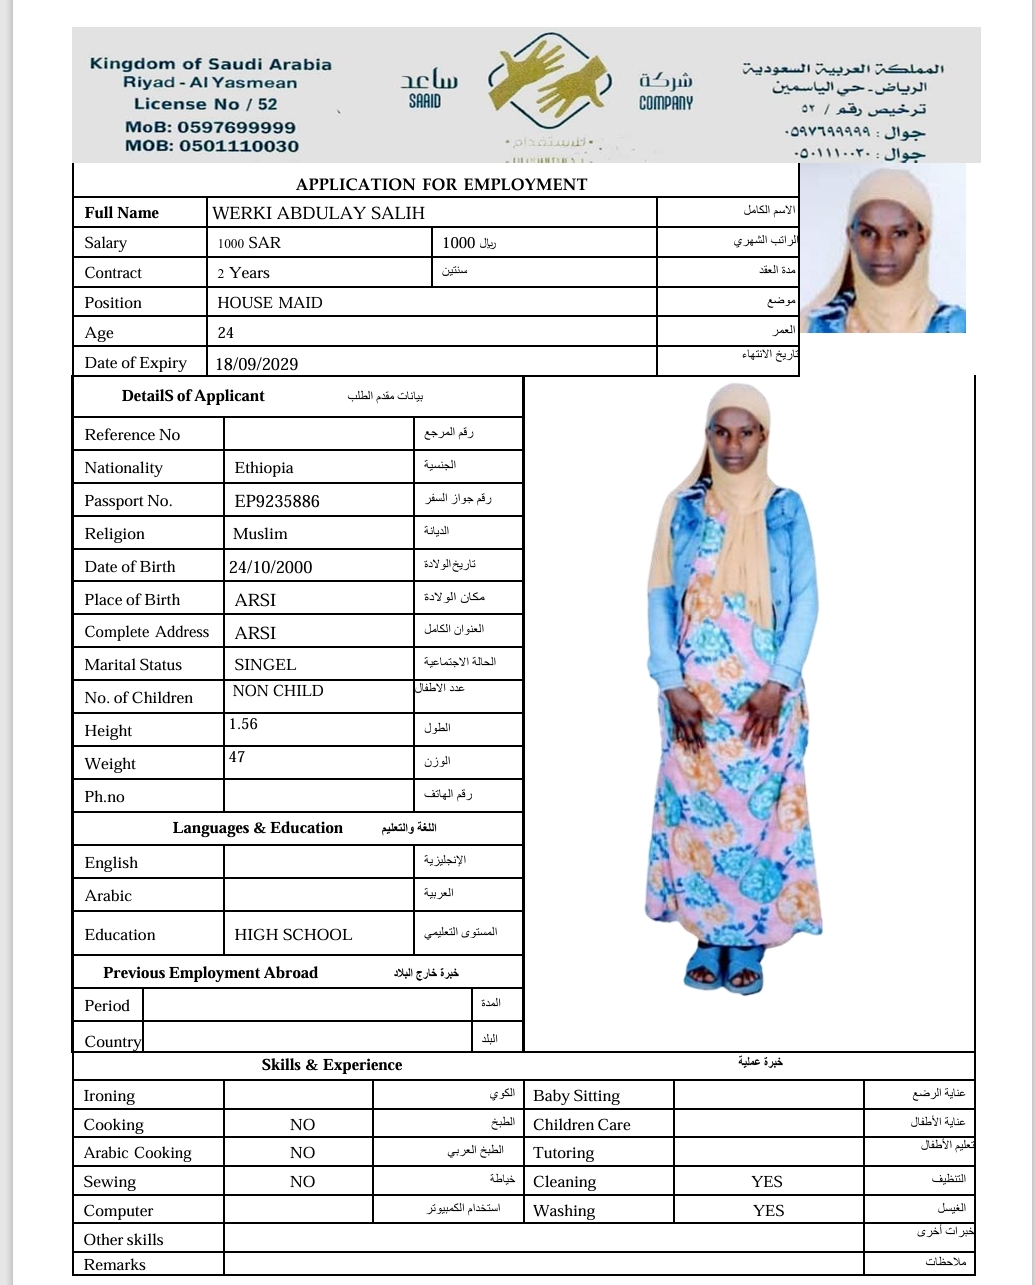 Kingdom of Saudi Arabia
Riyad - Al Yasmean
License No / 52
MoB: 0597699999
MOB: 0501110030
ساعد
SAAID
شركة
COMPANY
للاستقدام
المملكة العربية السعودية
الرياض - حي الياسمين
ترخيص رقم / ٥٢
جوال : ٠٥٩٧٦٩٩٩٩٩
جوال : ٠٥٠١١١٠٠٣٠
APPLICATION FOR EMPLOYMENT
Full Name WERKI ABDULAY SALIH الاسم الكامل
Salary 1000 SAR 1000 ريال الراتب الشهري
Contract 2 Years سنتين مدة العقد
Position HOUSE MAID موضع
Age 24 العمر
Date of Expiry 18/09/2029 تاريخ الانتهاء
DetailS of Applicant بيانات مقدم الطلب
Reference No رقم المرجع
Nationality Ethiopia الجنسية
Passport No. EP9235886 رقم جواز السفر
Religion Muslim الديانة
Date of Birth 24/10/2000 تاريخ الولادة
Place of Birth ARSI مكان الولادة
Complete Address ARSI العنوان الكامل
Marital Status SINGEL الحالة الاجتماعية
No. of Children NON CHILD عدد الاطفال
Height 1.56 الطول
Weight 47 الوزن
Ph.no رقم الهاتف
Languages & Education اللغة والتعليم
English الإنجليزية
Arabic العربية
Education HIGH SCHOOL المستوى التعليمي
Previous Employment Abroad خبرة خارج البلاد
Period المدة
Country البلد
Skills & Experience خبرة عملية
Ironing الكوي Baby Sitting عناية الرضع
Cooking NO الطبخ Children Care عناية الأطفال
Arabic Cooking NO الطبخ العربي Tutoring تعليم الأطفال
Sewing NO خياطة Cleaning YES التنظيف
Computer استخدام الكمبيوتر Washing YES الغيسل
Other skills خبرات أخرى
Remarks ملاحظات